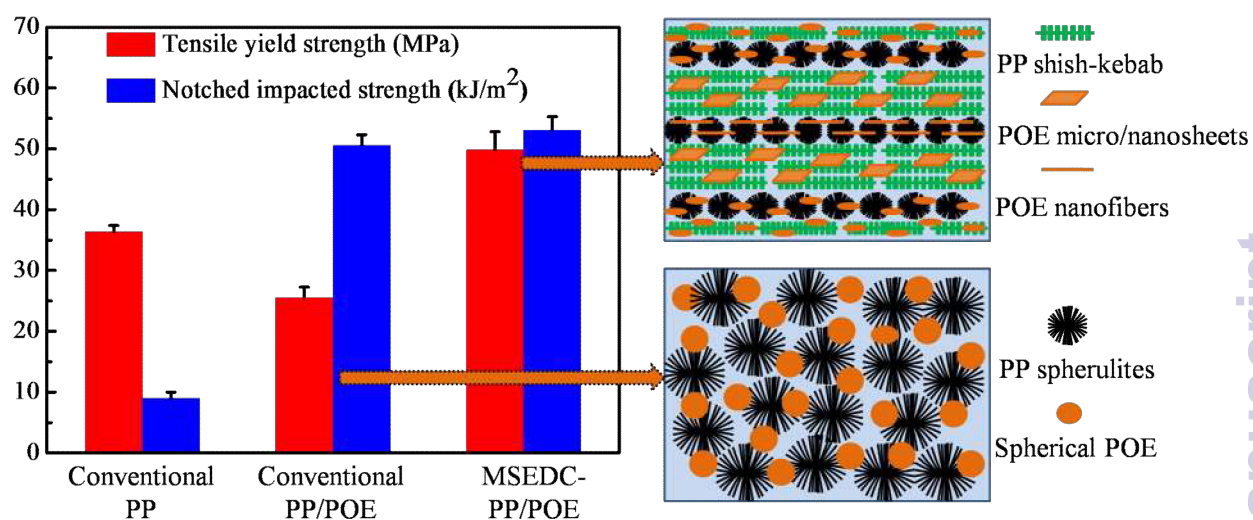 70
60
50
40
30
20
10
0
Tensile yield strength (MPa)
Notched impacted strength (kJ/m²)
Conventional
PP
Conventional
PP/POE
MSEDC-
PP/POE
PP shish-kebab
POE micro/nanosheets
POE nanofibers
PP spherulites
Spherical POE